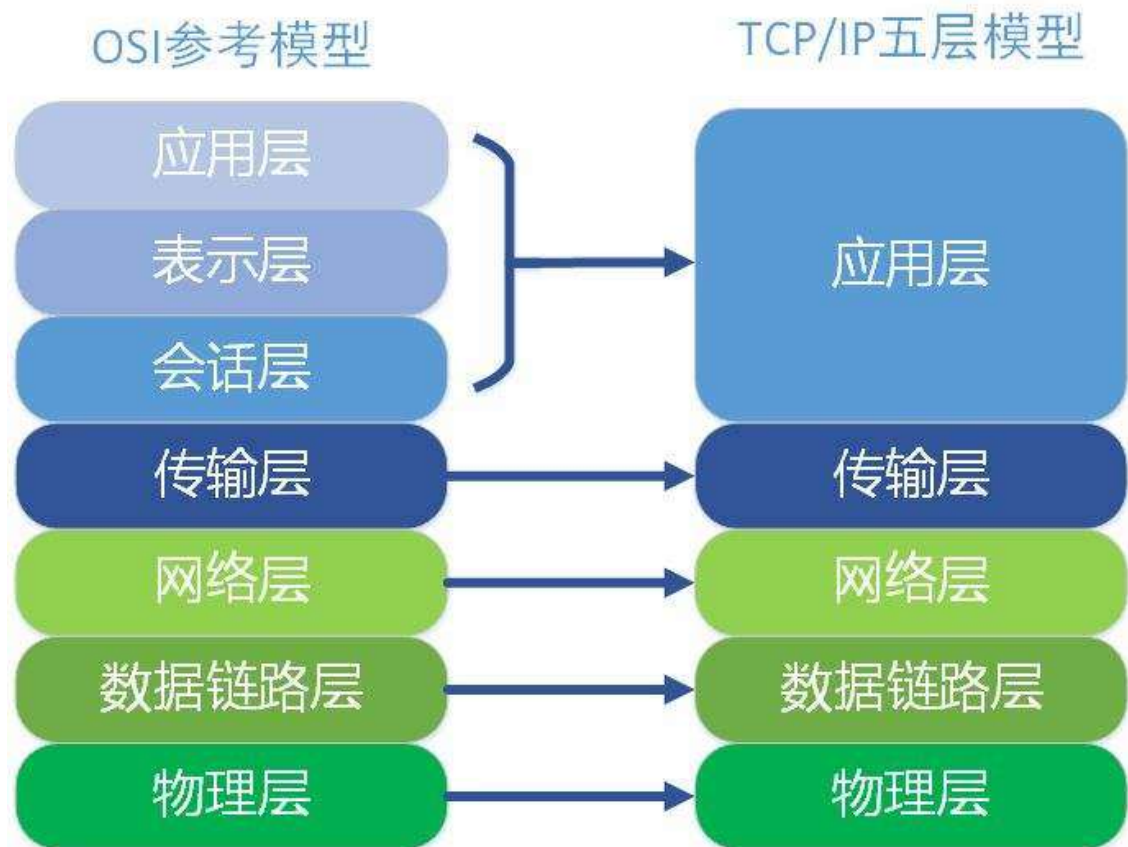 OSI参考模型
应用层
表示层
会话层
传输层
网络层
数据链路层
物理层
TCP/IP五层模型
应用层
传输层
网络层
数据链路层
物理层